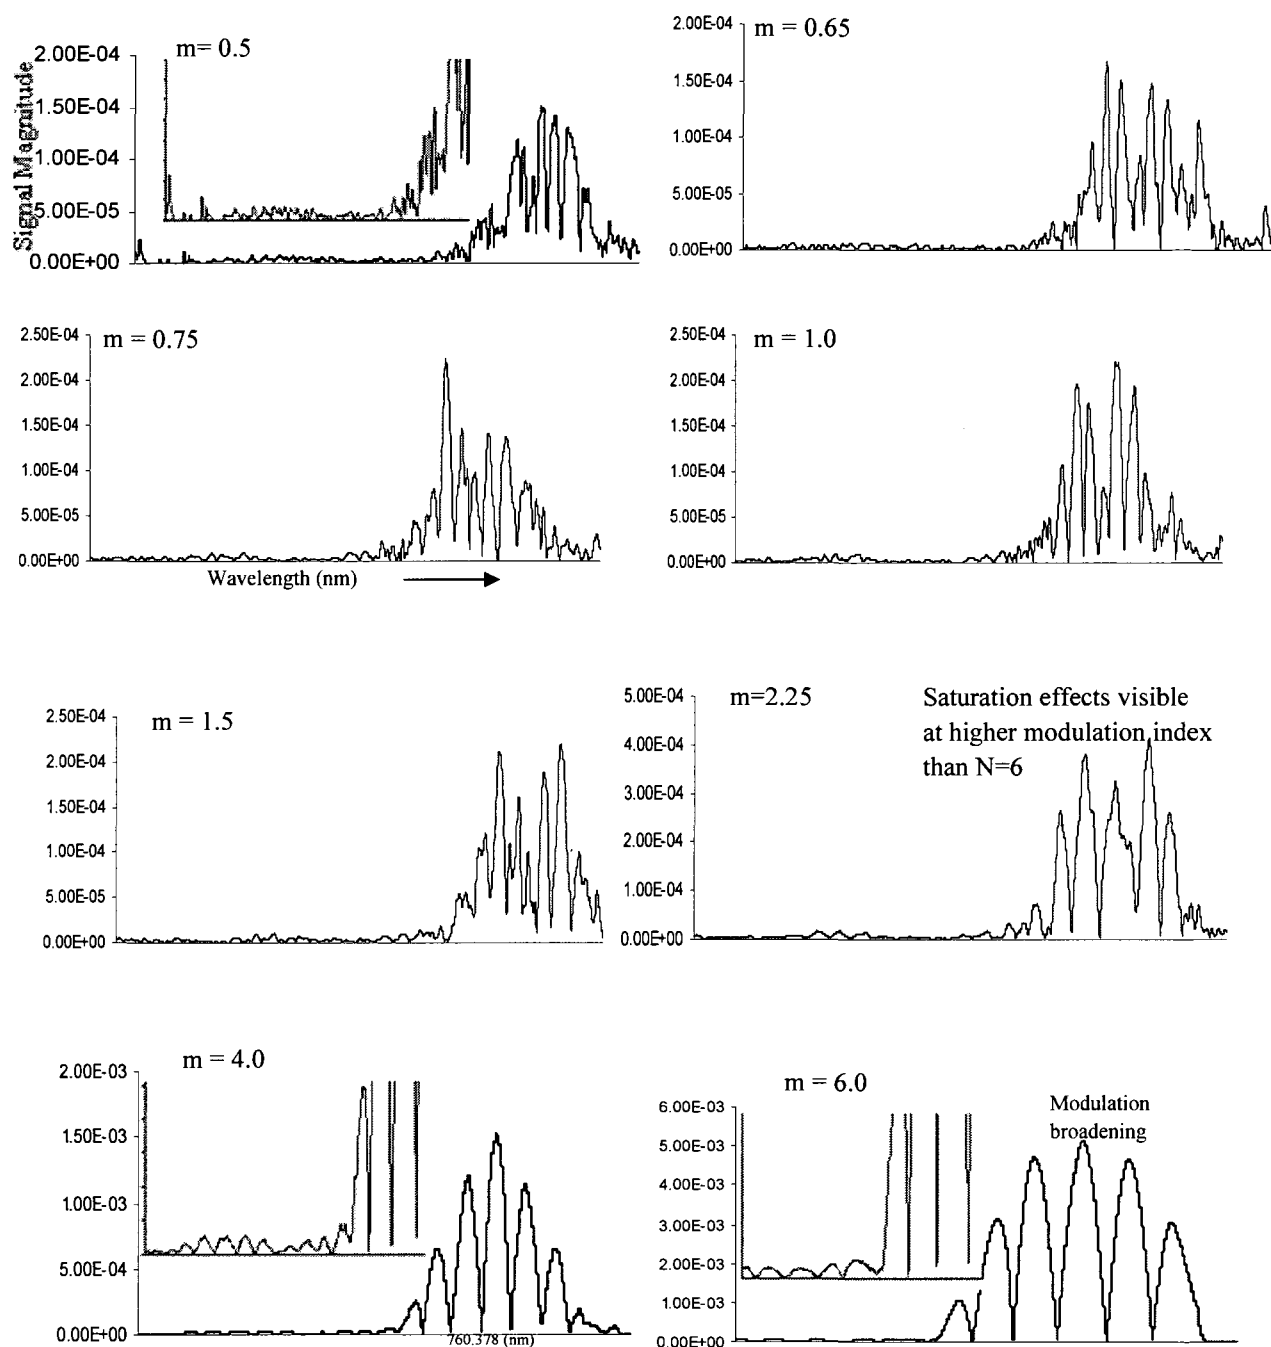 m= 0.5
Signal Magnitude
2.00E-04
1.50E-04
1.00E-04
5.00E-05
0.00E+00
m = 0.65
2.00E-04
1.50E-04
1.00E-04
5.00E-05
0.00E+00
m = 0.75
2.50E-04
2.00E-04
1.50E-04
1.00E-04
5.00E-05
0.00E+00
Wavelength (nm)
m = 1.0
2.50E-04
2.00E-04
1.50E-04
1.00E-04
5.00E-05
0.00E+00
m = 1.5
2.50E-04
2.00E-04
1.50E-04
1.00E-04
5.00E-05
0.00E+00
m=2.25
Saturation effects visible
at higher modulation index
than N=6
5.00E-04
4.00E-04
3.00E-04
2.00E-04
1.00E-04
0.00E+00
m = 4.0
2.00E-03
1.50E-03
1.00E-03
5.00E-04
0.00E+00
760.378 (nm)
m = 6.0
Modulation
broadening
6.00E-03
5.00E-03
4.00E-03
3.00E-03
2.00E-03
1.00E-03
0.00E+00